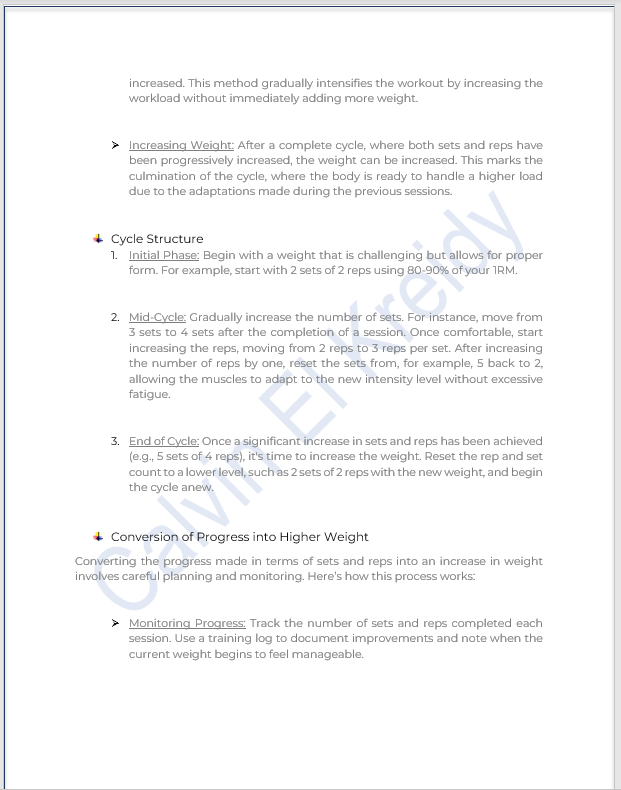 increased. This method gradually intensifies the workout by increasing the
workload without immediately adding more weight.
➢ Increasing Weight: After a complete cycle, where both sets and reps have
been progressively increased, the weight can be increased. This marks the
culmination of the cycle, where the body is ready to handle a higher load
due to the adaptations made during the previous sessions.
Cycle Structure
1. Initial Phase: Begin with a weight that is challenging but allows for proper
form. For example, start with 2 sets of 2 reps using 80-90% of your 1RM.
2. Mid-Cycle: Gradually increase the number of sets. For instance, move from
3 sets to 4 sets after the completion of a session. Once comfortable, start
increasing the reps, moving from 2 reps to 3 reps per set. After increasing
the number of reps by one, reset the sets from, for example, 5 back to 2,
allowing the muscles to adapt to the new intensity level without excessive
fatigue.
3. End of Cycle: Once a significant increase in sets and reps has been achieved
(e.g., 5 sets of 4 reps), it's time to increase the weight. Reset the rep and set
count to a lower level, such as 2 sets of 2 reps with the new weight, and begin
the cycle anew.
Conversion of Progress into Higher Weight
Converting the progress made in terms of sets and reps into an increase in weight
involves careful planning and monitoring. Here's how this process works:
➢ Monitoring Progress: Track the number of sets and reps completed each
session. Use a training log to document improvements and note when the
current weight begins to feel manageable.
Calvin El Kreidy